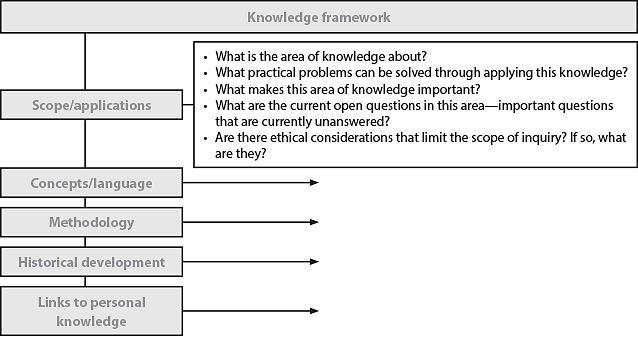 Knowledge framework
Scope/applications
• What is the area of knowledge about?
• What practical problems can be solved through applying this knowledge?
• What makes this area of knowledge important?
• What are the current open questions in this area—important questions
that are currently unanswered?
• Are there ethical considerations that limit the scope of inquiry? If so, what
are they?
Concepts/language
Methodology
Historical development
Links to personal
knowledge